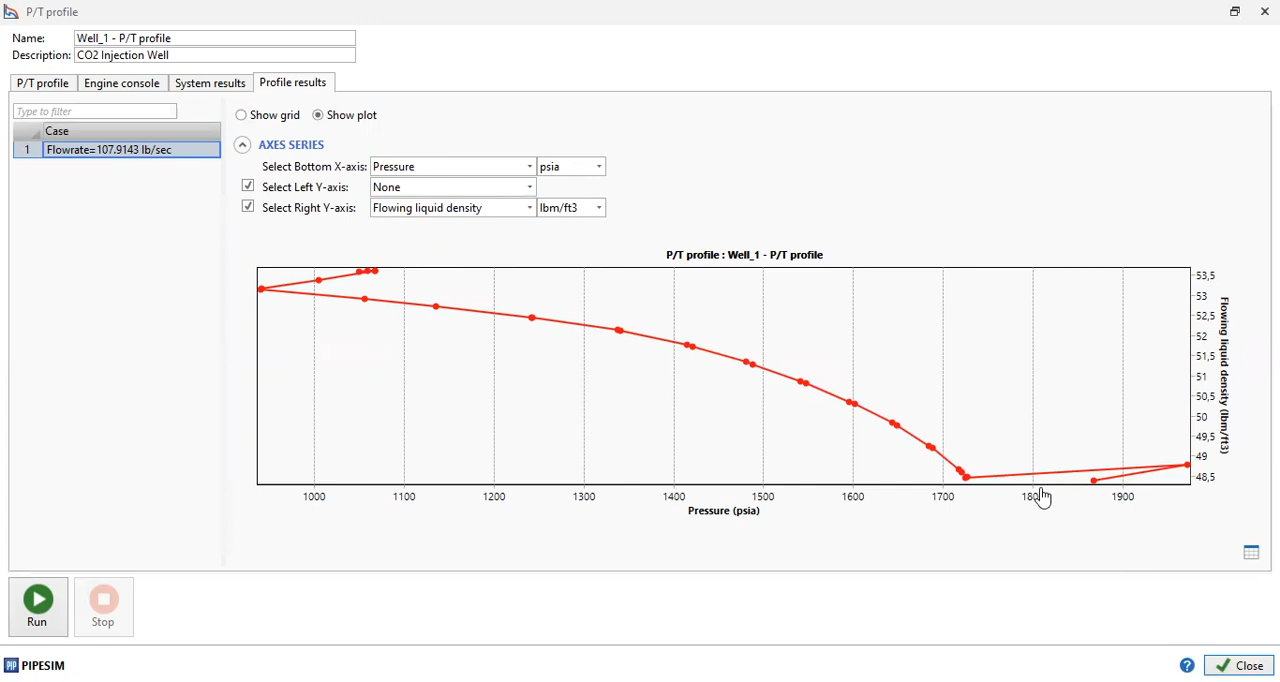 P/T profile
Name: Well_1 - P/T profile
Description: CO2 Injection Well
P/T profile Engine console System results Profile results
Type to filter
Case
1 Flowrate=107.9143 lb/sec
Show grid Show plot
AXES SERIES
Select Bottom X-axis: Pressure psia
Select Left Y-axis: None
Select Right Y-axis: Flowing liquid density lbm/ft3
P/T profile : Well_1 - P/T profile
53,5
53
52,5
52
51,5
51
50,5
50
49,5
49
48,5
Flowing liquid density (lbm/ft3)
1000 1100 1200 1300 1400 1500 1600 1700 1800 1900
Pressure (psia)
Run Stop
PIP PIPESIM
? Close